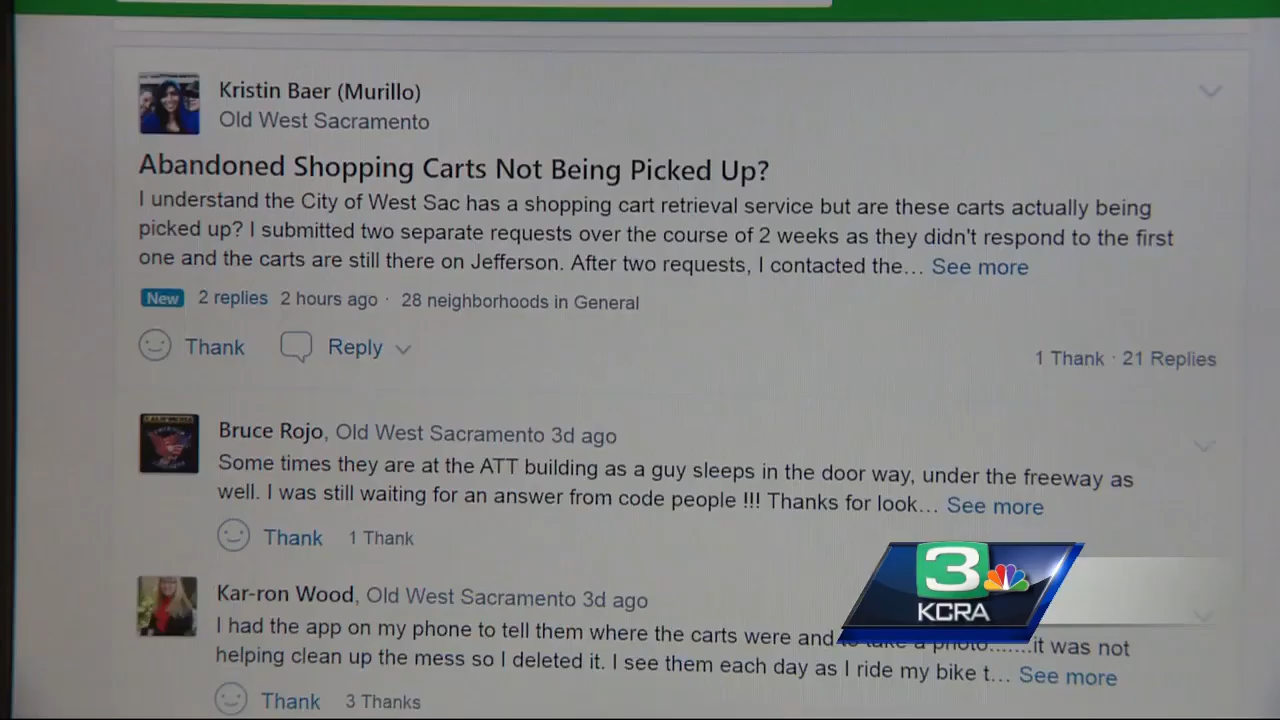 Kristin Baer (Murillo)
Old West Sacramento
Abandoned Shopping Carts Not Being Picked Up?
I understand the City of West Sac has a shopping cart retrieval service but are these carts actually being
picked up? I submitted two separate requests over the course of 2 weeks as they didn't respond to the first
one and the carts are still there on Jefferson. After two requests, I contacted the... See more
New 2 replies 2 hours ago · 28 neighborhoods in General
Thank Reply
1 Thank · 21 Replies
Bruce Rojo, Old West Sacramento 3d ago
Some times they are at the ATT building as a guy sleeps in the door way, under the freeway as
well. I was still waiting for an answer from code people !!! Thanks for look... See more
Thank 1 Thank
Kar-ron Wood, Old West Sacramento 3d ago
I had the app on my phone to tell them where the carts were and to take a photo.......it was not
helping clean up the mess so I deleted it. I see them each day as I ride my bike t... See more
Thank 3 Thanks
3
KCRA